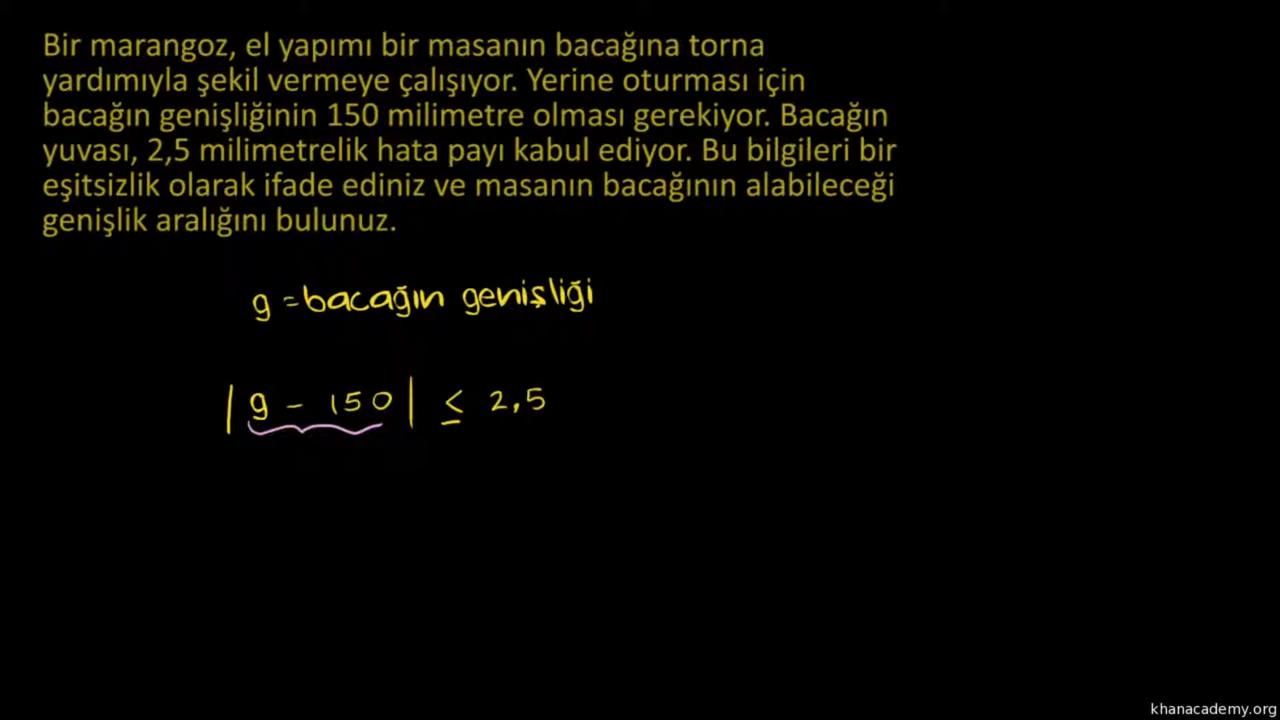 Bir marangoz, el yapımı bir masanın bacağına torna
yardımıyla şekil vermeye çalışıyor. Yerine oturması için
bacağın genişliğinin 150 milimetre olması gerekiyor. Bacağın
yuvası, 2,5 milimetrelik hata payı kabul ediyor. Bu bilgileri bir
eşitsizlik olarak ifade ediniz ve masanın bacağının alabileceği
genişlik aralığını bulunuz.
g = bacağın genişliği
|g - 150| ≤ 2,5
khanacademy.org